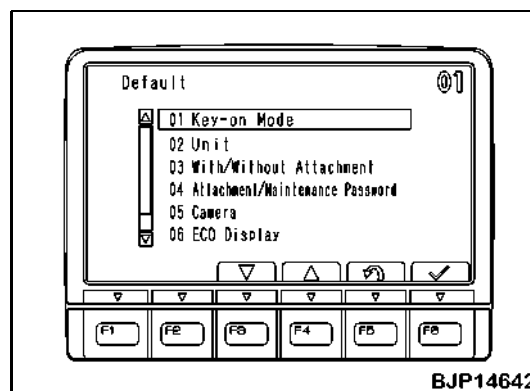 Default 01
01 Key-on Mode
02 Unit
03 With/Without Attachment
04 Attachment/Maintenance Password
05 Camera
06 ECO Display
F1 F2 F3 F4 F5 F6
BJP14642